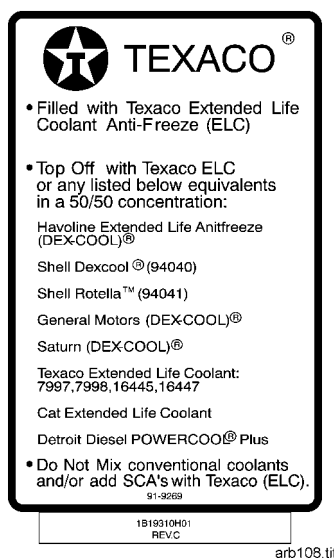 TEXACO®
• Filled with Texaco Extended Life
Coolant Anti-Freeze (ELC)
• Top Off with Texaco ELC
or any listed below equivalents
in a 50/50 concentration:
Havoline Extended Life Anitfreeze
(DEX-COOL)®
Shell Dexcool ® (94040)
Shell Rotella™ (94041)
General Motors (DEX-COOL)®
Saturn (DEX-COOL)®
Texaco Extended Life Coolant:
7997,7998,16445,16447
Cat Extended Life Coolant
Detroit Diesel POWERCOOL® Plus
• Do Not Mix conventional coolants
and/or add SCA's with Texaco (ELC).
91-9269
1B19310H01
REV.C
arb108.ti